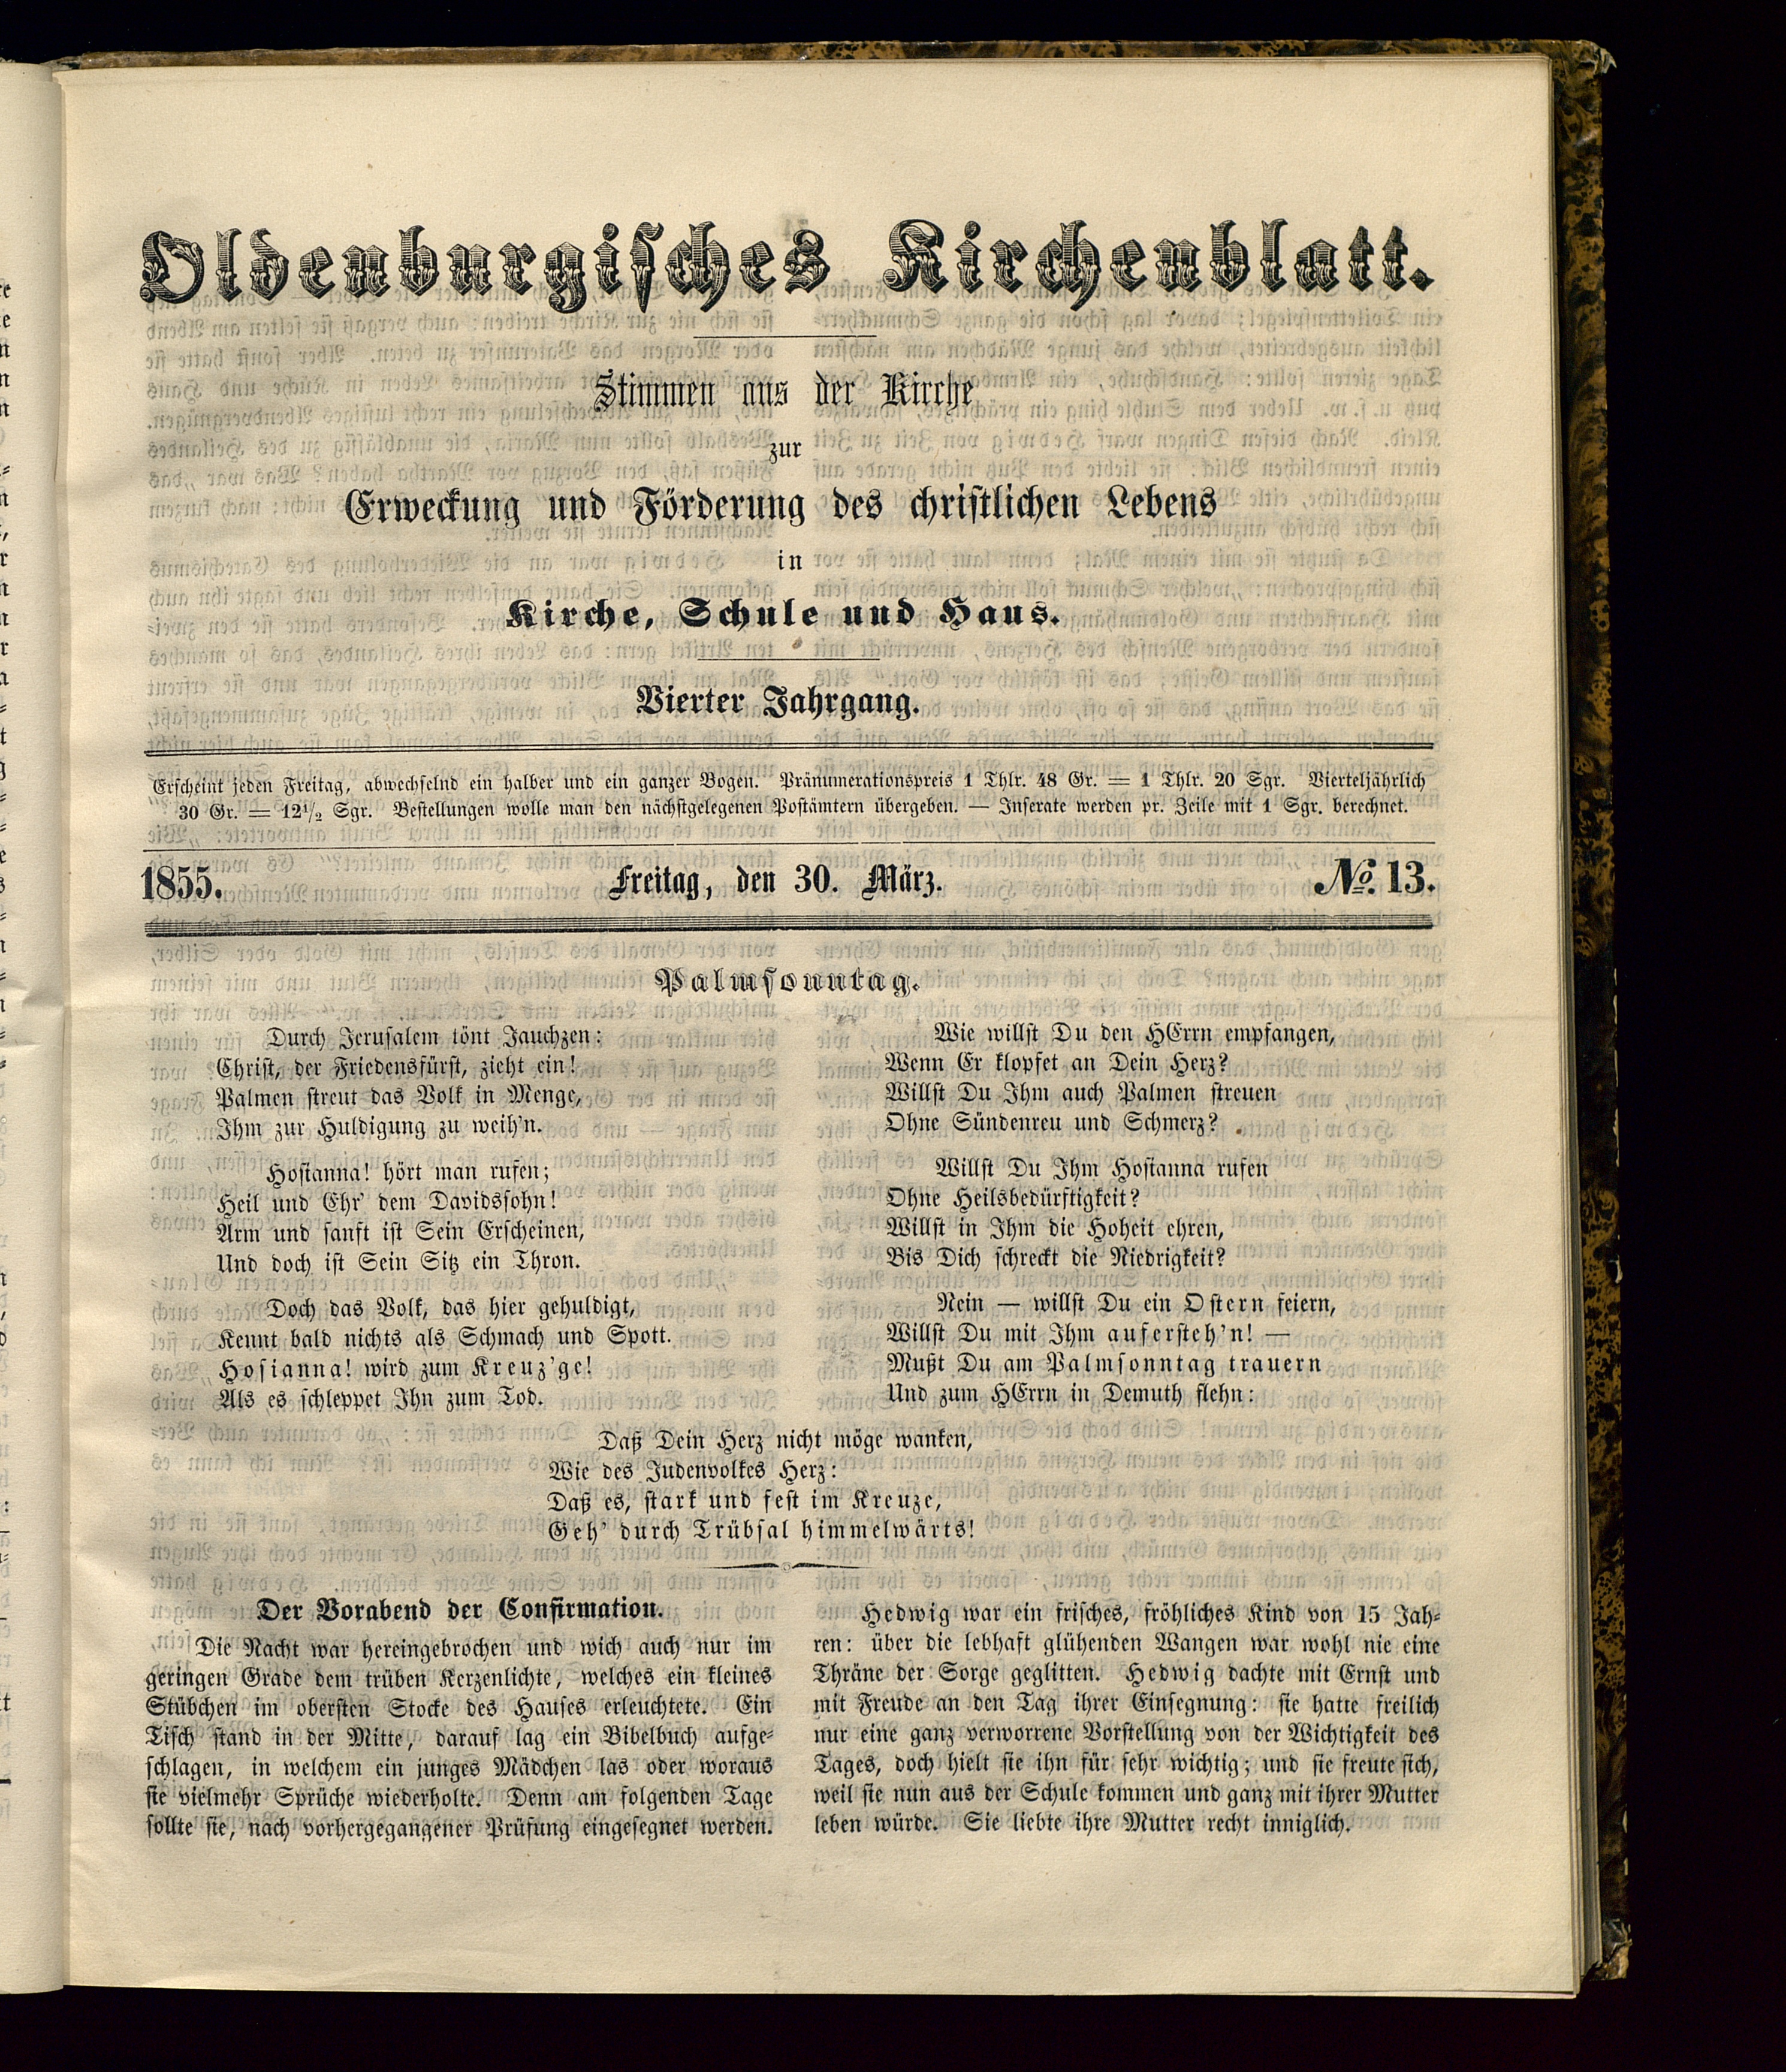 Oldenburgisches Kirchenblatt.
Stimmen aus der Kirche
zur
Erweckung und Förderung des christlichen Lebens
in
Kirche, Schule und Haus.
Vierter Jahrgang.
Erscheint jeden Freitag, abwechselnd ein halber und ein ganzer Bogen. Pränumerationspreis 1 Thlr. 48 Gr. = 1 Thlr. 20 Sgr. Vierteljährlich
30 Gr. = 12½ Sgr. Bestellungen wolle man den nächstgelegenen Postämtern übergeben. — Inserate werden pr. Zeile mit 1 Sgr. berechnet.
1855. Freitag, den 30. März. No. 13.
Palmsonntag.
Durch Jerusalem tönt Jauchzen:
Christ, der Friedensfürst, zieht ein!
Palmen streut das Volk in Menge,
Ihm zur Huldigung zu weih'n.
Hosianna! hört man rufen;
Heil und Ehr' dem Davidssohn!
Arm und sanft ist Sein Erscheinen,
Und doch ist Sein Sitz ein Thron.
Doch das Volk, das hier gehuldigt,
Kennt bald nichts als Schmach und Spott.
Hosianna! wird zum Kreuz'ge!
Als es schleppet Ihn zum Tod.
Wie willst Du den HErrn empfangen,
Wenn Er klopfet an Dein Herz?
Willst Du Ihm auch Palmen streuen
Ohne Sündenreu und Schmerz?
Willst Du Ihm Hosianna rufen
Ohne Heilsbedürftigkeit?
Willst in Ihm die Hoheit ehren,
Bis Dich schreckt die Niedrigkeit?
Nein — willst Du ein Ostern feiern,
Willst Du mit Ihm aufersteh'n! —
Mußt Du am Palmsonntag trauern
Und zum HErrn in Demuth flehn:
Daß Dein Herz nicht möge wanken,
Wie des Judenvolkes Herz:
Daß es, stark und fest im Kreuze,
Geh' durch Trübsal himmelwärts!
Der Vorabend der Confirmation.
Die Nacht war hereingebrochen und wich auch nur im
geringen Grade dem trüben Kerzenlichte, welches ein kleines
Stübchen im obersten Stocke des Hauses erleuchtete. Ein
Tisch stand in der Mitte, darauf lag ein Bibelbuch aufge-
schlagen, in welchem ein junges Mädchen las oder woraus
sie vielmehr Sprüche wiederholte. Denn am folgenden Tage
sollte sie, nach vorhergegangener Prüfung eingesegnet werden.
Hedwig war ein frisches, fröhliches Kind von 15 Jah-
ren: über die lebhaft glühenden Wangen war wohl nie eine
Thräne der Sorge geglitten. Hedwig dachte mit Ernst und
mit Freude an den Tag ihrer Einsegnung: sie hatte freilich
nur eine ganz verworrene Vorstellung von der Wichtigkeit des
Tages, doch hielt sie ihn für sehr wichtig; und sie freute sich,
weil sie nun aus der Schule kommen und ganz mit ihrer Mutter
leben würde. Sie liebte ihre Mutter recht inniglich.